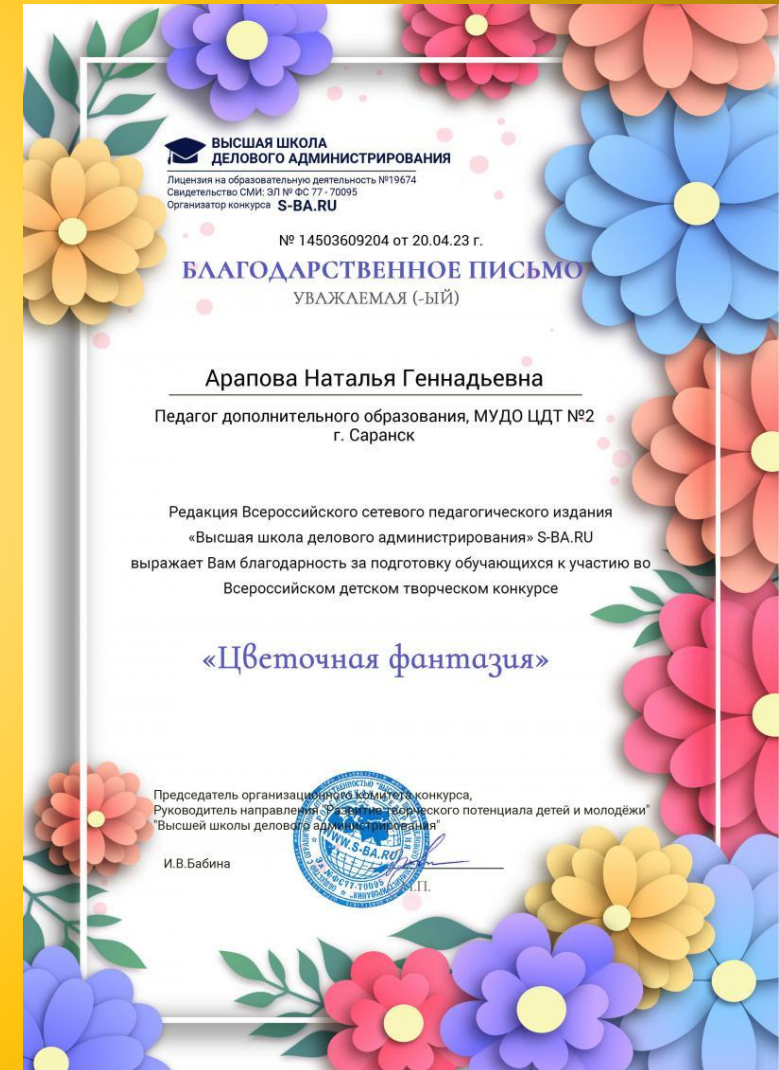 ВЫСШАЯ ШКОЛА
ДЕЛОВОГО АДМИНИСТРИРОВАНИЯ
Лицензия на образовательную деятельность №19674
Свидетельство СМИ: ЭЛ № ФС 77 - 70095
Организатор конкурса S-BA.RU
№ 14503609204 от 20.04.23 г.
БЛАГОДАРСТВЕННОЕ ПИСЬМО
УВАЖАЕМАЯ (-ЫЙ)
Арапова Наталья Геннадьевна
Педагог дополнительного образования, МУДО ЦДТ №2
г. Саранск
Редакция Всероссийского сетевого педагогического издания
«Высшая школа делового администрирования» S-BA.RU
выражает Вам благодарность за подготовку обучающихся к участию во
Всероссийском детском творческом конкурсе
«Цветочная фантазия»
Председатель организационного комитета конкурса,
Руководитель направления "Развитие творческого потенциала детей и молодёжи"
"Высшей школы делового администрирования"
WWW.S-BA.RU
И.В.Бабина
М.П.